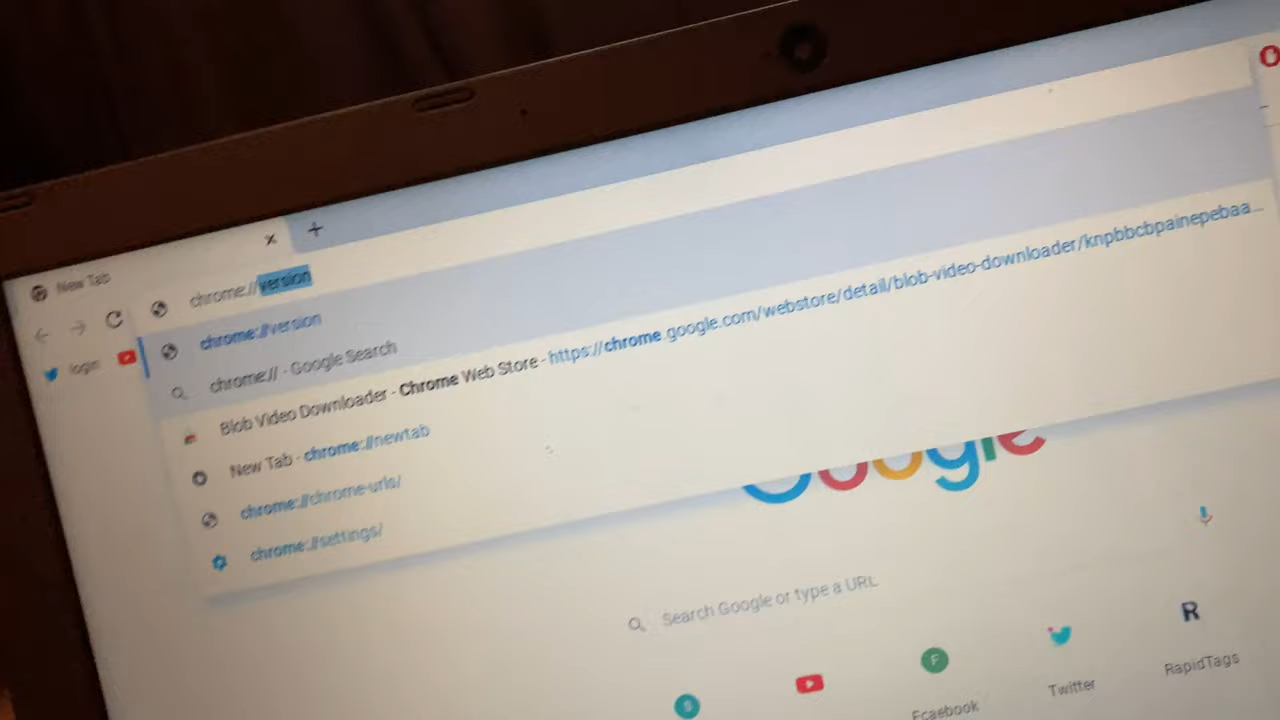 New Tab
chrome://version
login
chrome://version
chrome:// - Google Search
Blob Video Downloader - Chrome Web Store - https://chrome.google.com/webstore/detail/blob-video-downloader/knpbbcbpainepebaa...
New Tab - chrome://newtab
chrome://chrome-urls/
chrome://settings/
Google
Search Google or type a URL
S
F
R
Fcaebook
Twitter
RapidTags